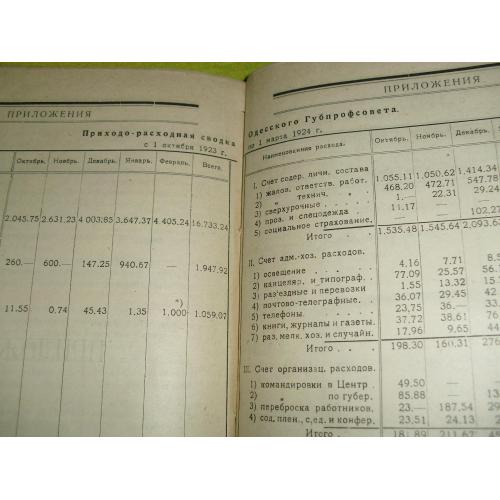 ПРИЛОЖЕНИЯ
Приходо-расходная сводка
с 1 октября 1923 г.
Октябрь. Ноябрь. Декабрь. Январь. Февраль. Всего.
2.045.75 2.631.23 4 003.85 3.647.37 4.405.24 16.733.24
260.— 600.— 147.25 940.67 — 1.947.92
*)
11.55 0,74 45.43 1,35 1,000 1.059.07
ПРИЛОЖЕНИЯ
Одесского Губпрофсовета.
по 1 марта 1924 г.
Наименование расхода. Октябрь. Ноябрь.
I. Счет содер. личн. состава
1) жалов. ответств. работ. 1.055.11 1,050.62 1,414.34
2) „ технич. „ 468.20 472.71 547.78
3) сверхурочные 1.— — 29.24
4) проз. и спецодежда 11.17 — —
5) социальное страхование. — — 102,27
Итого 1,535.48 1.545.64 2,093.63
II. Счет адм.-хоз. расходов.
1) освещение 4,16 7.71
2) канцеляр. и типограф. 77,09 25.57
3) раз'ездные и перевозки 1.55 13.32
4) почтово-телеграфные. 36,07 29.45
5) телефоны. 23,75 36.—
6) книги, журналы и газеты. 37.72 38,61
7) раз. мелк. хоз. и случайн. 17,96 9,65
Итого 198.30 160,31
III. Счет организац. расходов.
1) командировки в Центр 49,50 —
2) „ по губер. 85.88 —
3) переброска работников. 23,— 187,54
4) сод. плен., с,ед. и конфер. 23,51 24,13
Итого 181,89 211,67